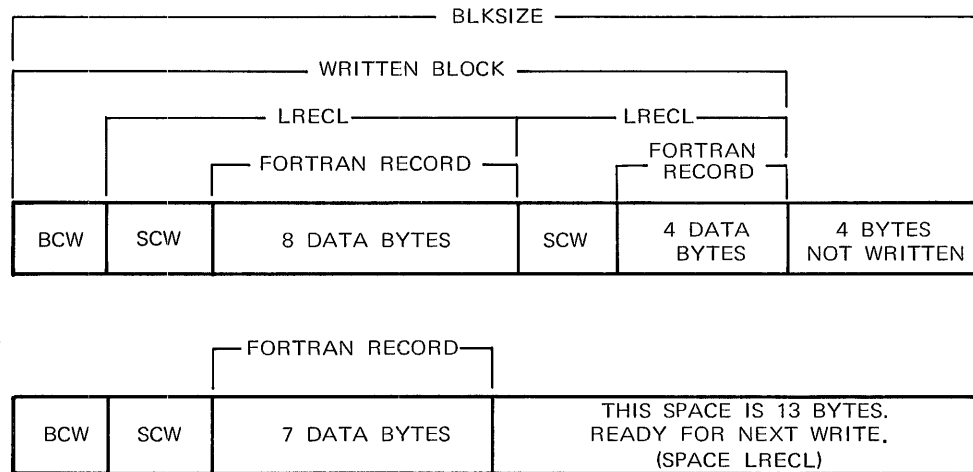 BLKSIZE
WRITTEN BLOCK
LRECL LRECL
FORTRAN RECORD FORTRAN
RECORD
BCW SCW 8 DATA BYTES SCW 4 DATA
BYTES 4 BYTES
NOT WRITTEN
FORTRAN RECORD
BCW SCW 7 DATA BYTES THIS SPACE IS 13 BYTES.
READY FOR NEXT WRITE.
(SPACE LRECL)